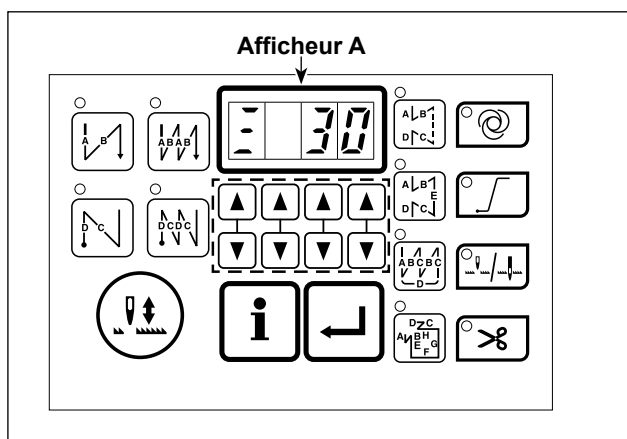 Afficheur A
Ξ 30
A B
A B A B
A B
D C
D C
D C D C
A B
D C
E
A B C B C
D
i
D C
A B H
E G
F